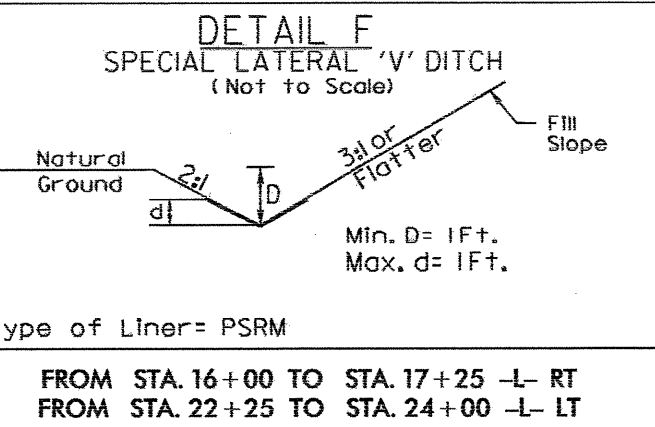 DETAIL F
SPECIAL LATERAL 'V' DITCH
(Not to Scale)
Natural
Ground
2:1
D
d
3:1 or
Flatter
Fill
Slope
Min. D= 1Ft.
Max. d= 1Ft.
ype of Liner= PSRM
FROM STA. 16+00 TO STA. 17+25 -L- RT
FROM STA. 22+25 TO STA. 24+00 -L- LT